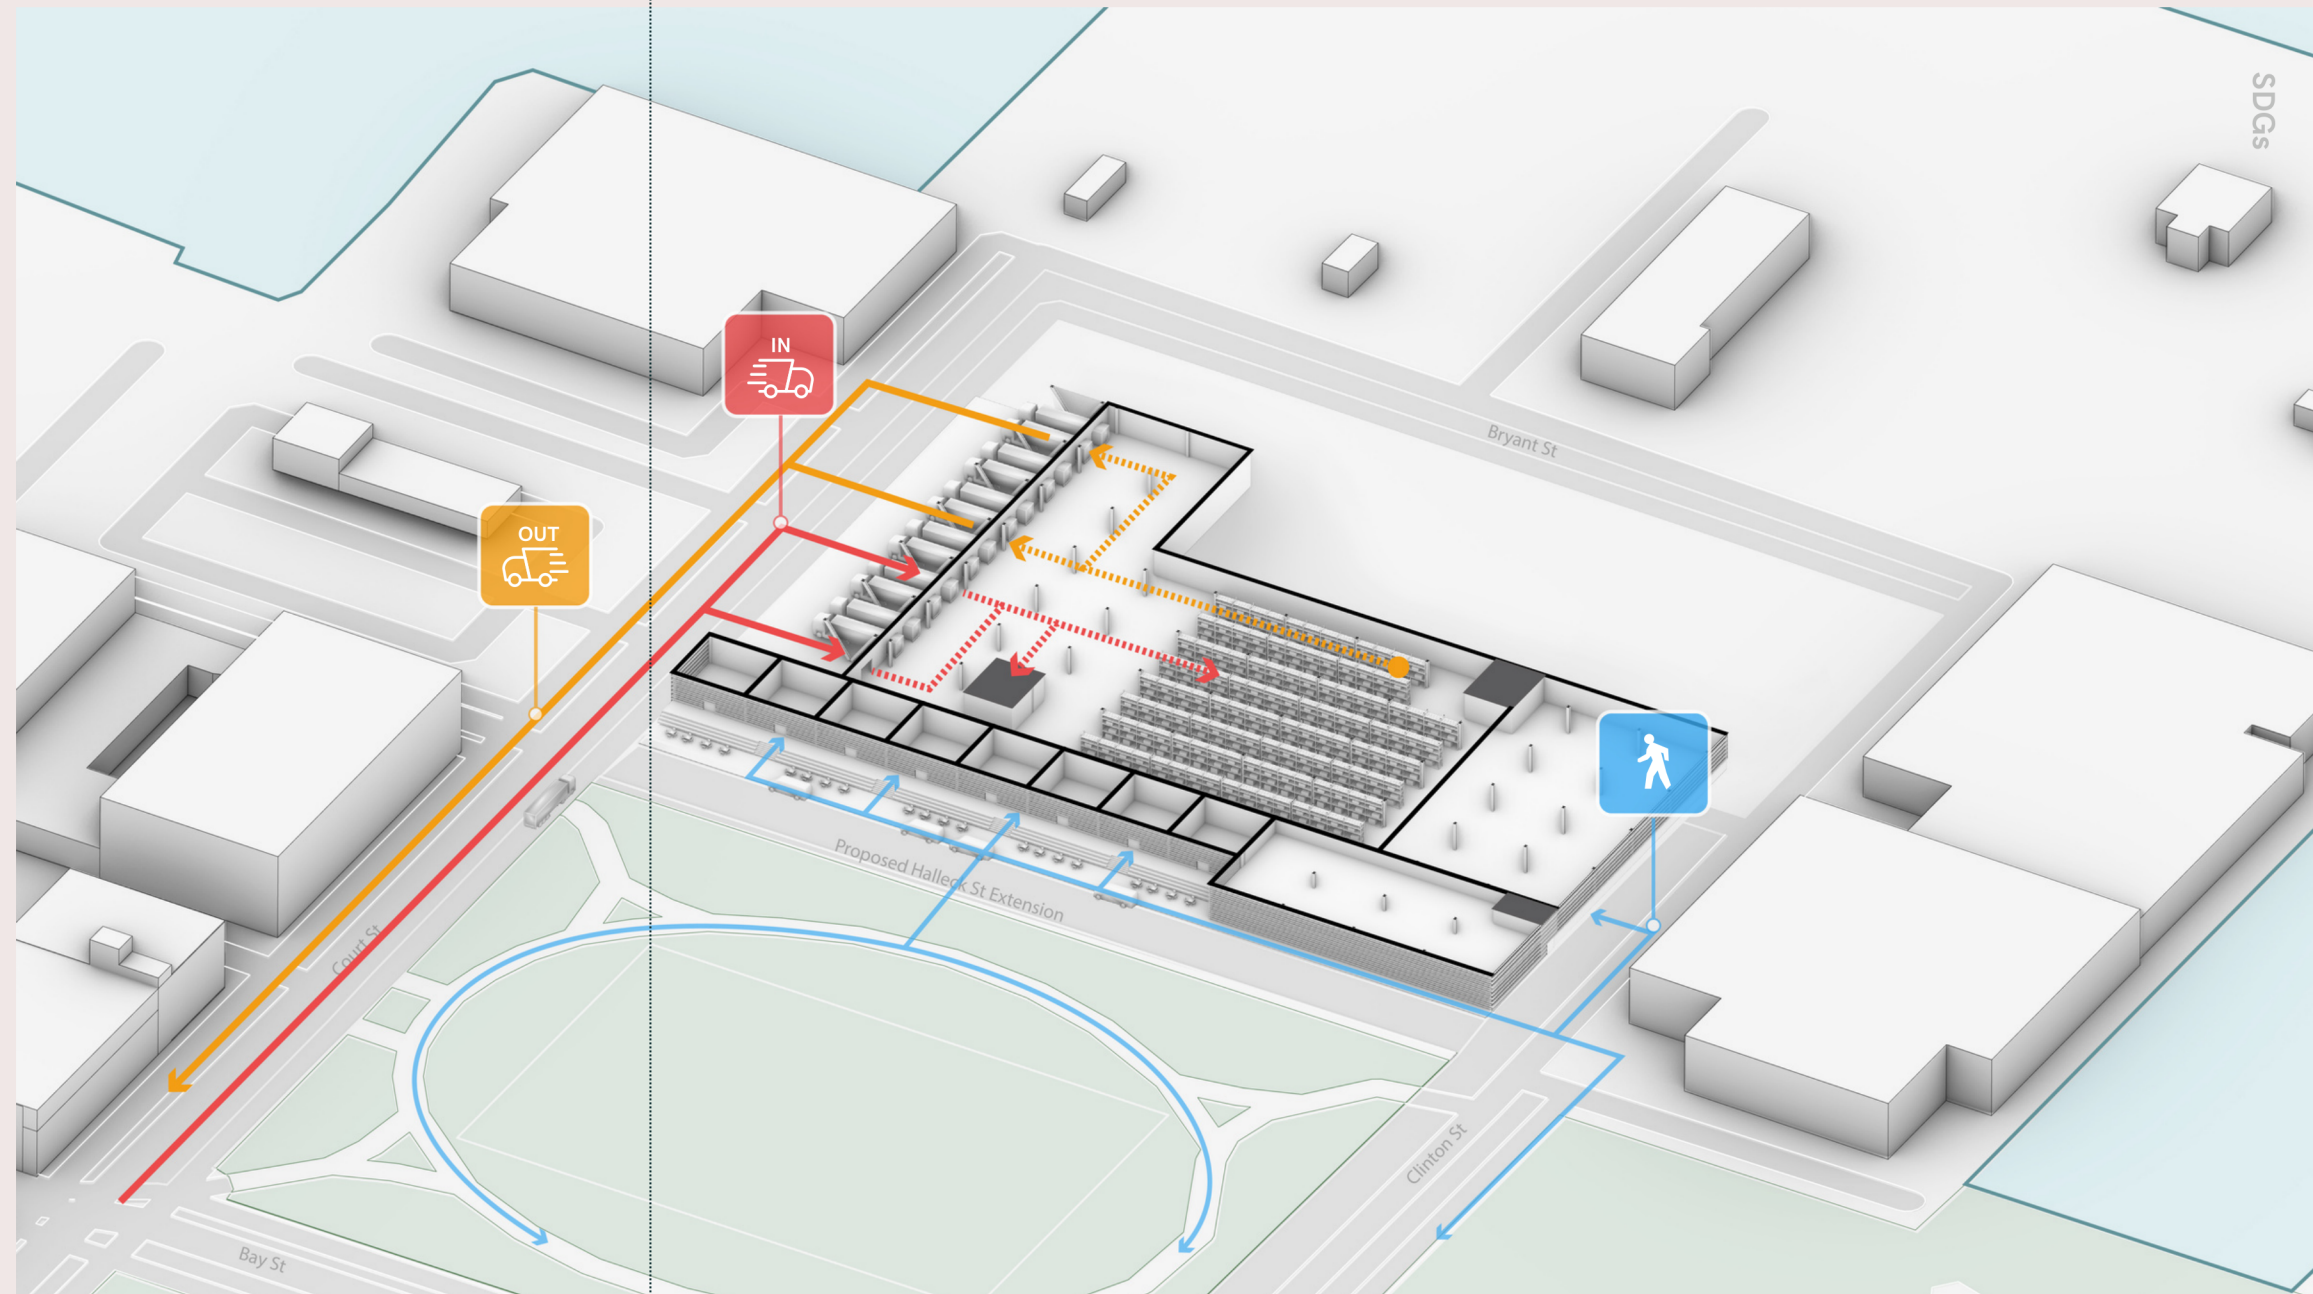 SDGs
IN
Bryant St
OUT
Proposed Halleck St Extension
Court St
Clinton St
Bay St